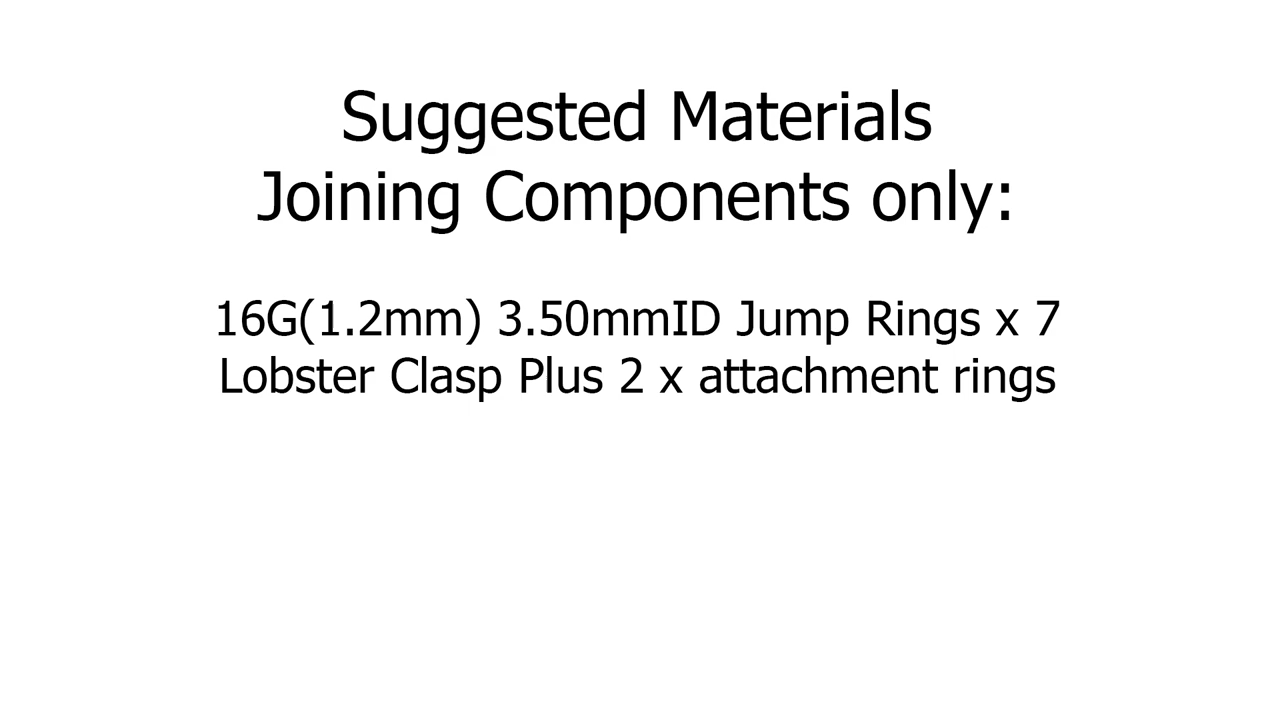 Suggested Materials
Joining Components only:
16G(1.2mm) 3.50mmID Jump Rings x 7
Lobster Clasp Plus 2 x attachment rings